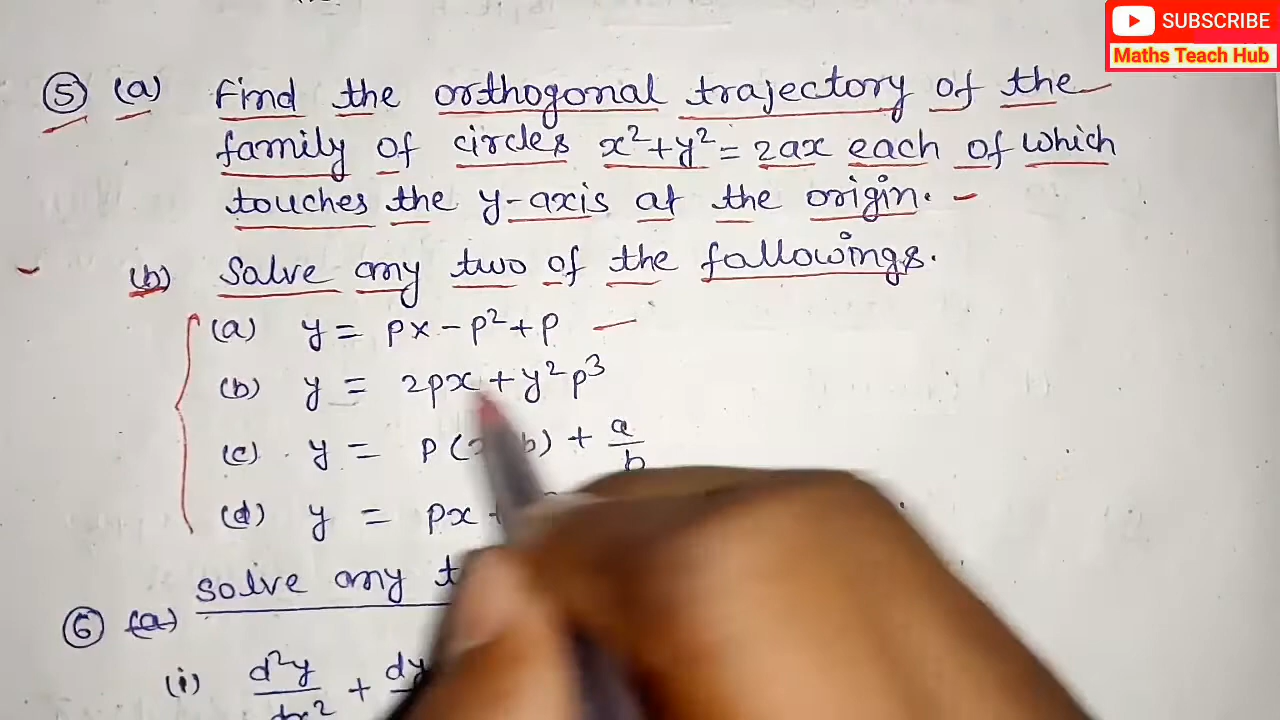 SUBSCRIBE
Maths Teach Hub
5 (a) Find the orthogonal trajectory of the
family of circles x²+y²= 2ax each of which
touches the y-axis at the origin.
(b) Solve any two of the followings.
(a) y = px - p² + p
(b) y = 2px + y²p³
(c) y = P( b) + a/b
(d) y = px +
6 (a) solve any
(i) d²y/dx² +